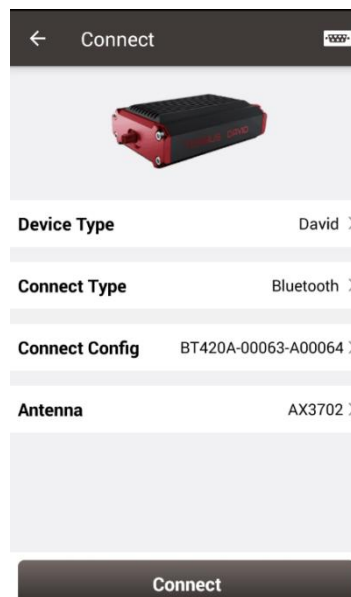 Connect
Device Type David
Connect Type Bluetooth
Connect Config BT420A-00063-A00064
Antenna AX3702
Connect